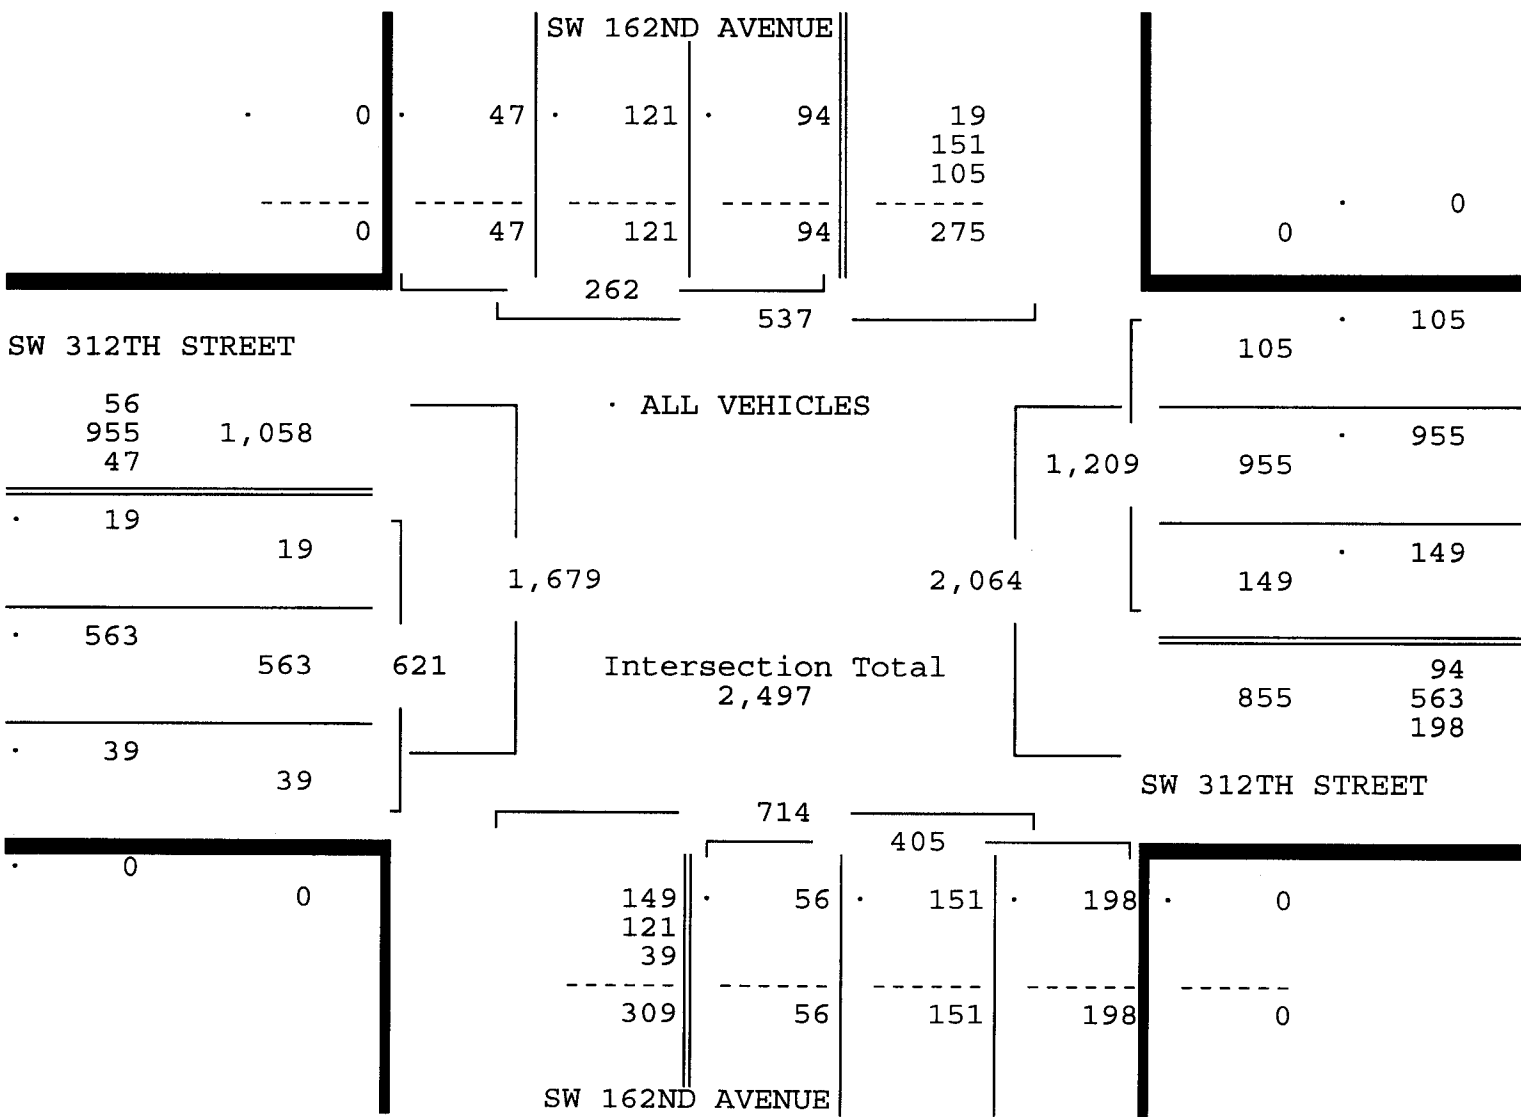 SW 162ND AVENUE
· 0 · 47 · 121 · 94 19
151
105
------ ------ ------ ------ ------
· 0
0 47 121 94 275 0
262
537
· 105
SW 312TH STREET 105
56 · ALL VEHICLES
955 1,058 · 955
47 1,209 955
· 19
19 · 149
1,679 2,064 149
· 563
563 621 Intersection Total 94
2,497 855 563
198
· 39
39 SW 312TH STREET
714
405
· 0
0 149 · 56 · 151 · 198 · 0
121
39
------ ------ ------ ------ ------
309 56 151 198 0
SW 162ND AVENUE